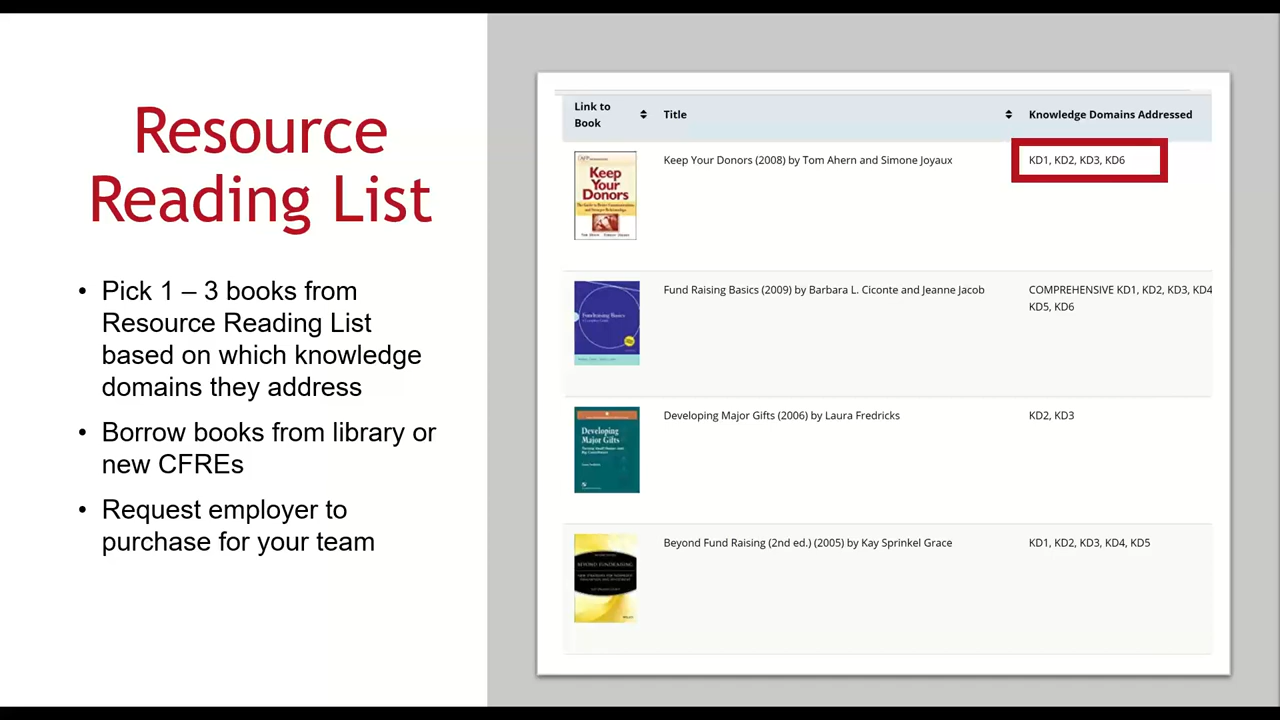 Resource
Reading List
• Pick 1 – 3 books from
Resource Reading List
based on which knowledge
domains they address
• Borrow books from library or
new CFREs
• Request employer to
purchase for your team
Link to
Book
Title
Knowledge Domains Addressed
Keep
Your
Donors
Keep Your Donors (2008) by Tom Ahern and Simone Joyaux
KD1, KD2, KD3, KD6
Fundraising Basics
Fund Raising Basics (2009) by Barbara L. Ciconte and Jeanne Jacob
COMPREHENSIVE KD1, KD2, KD3, KD4
KD5, KD6
Developing
Major Gifts
Developing Major Gifts (2006) by Laura Fredricks
KD2, KD3
BEYOND FUNDRAISING
Beyond Fund Raising (2nd ed.) (2005) by Kay Sprinkel Grace
KD1, KD2, KD3, KD4, KD5